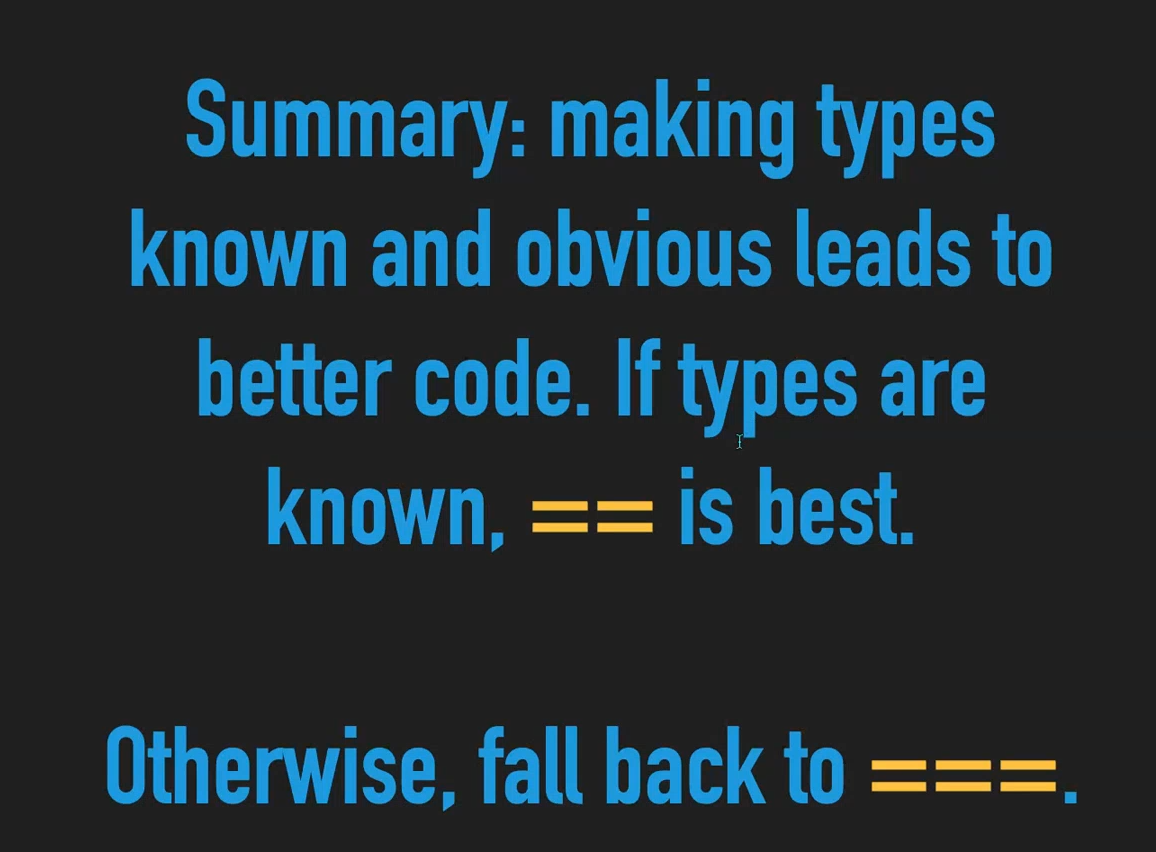 Summary: making types
known and obvious leads to
better code. If types are
known, == is best.
Otherwise, fall back to ===.